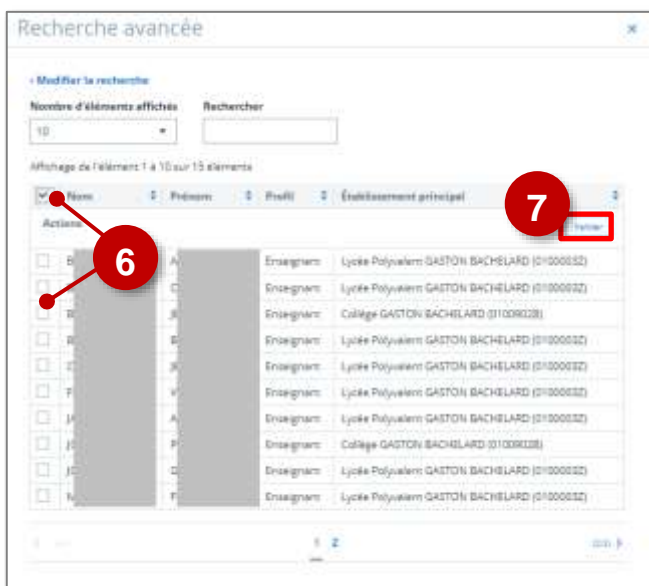 Recherche avancée ×
‹ Modifier la recherche
Nombre d'éléments affichés Rechercher
10
Affichage de l'élément 1 à 10 sur 15 éléments
Nom Prénom Profil Établissement principal
7
Actions
6
B A Enseignant Lycée Polyvalent GASTON BACHELARD (0100003Z)
D Enseignant Lycée Polyvalent GASTON BACHELARD (0100003Z)
B JE Enseignant Collège GASTON BACHELARD
B B Enseignant Lycée Polyvalent GASTON BACHELARD (0100003Z)
JE Enseignant Lycée Polyvalent GASTON BACHELARD (0100003Z)
F V Enseignant Lycée Polyvalent GASTON BACHELARD (0100003Z)
JA A Enseignant Lycée Polyvalent GASTON BACHELARD (0100003Z)
P Enseignant Collège GASTON BACHELARD
D Enseignant Lycée Polyvalent GASTON BACHELARD (0100003Z)
F Enseignant Lycée Polyvalent GASTON BACHELARD (0100003Z)
1 2